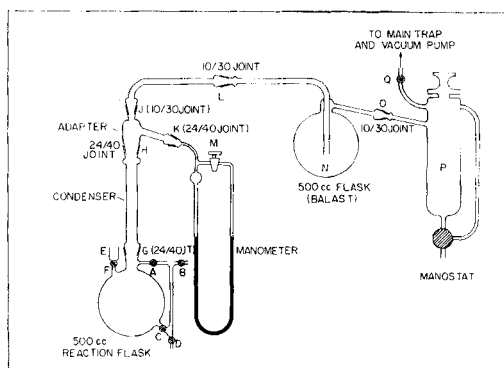 TO MAIN TRAP
AND VACUUM PUMP
Q
10/30 JOINT
L
J (10/30 JOINT)
ADAPTER
K (24/40 JOINT)
24/40
JOINT
H
M
O
10/30 JOINT
N
P
500 cc FLASK
(BALAST)
CONDENSER
E
F
G (24/40 JT)
A
B
MANOMETER
MANOSTAT
C
D
500 cc
REACTION FLASK